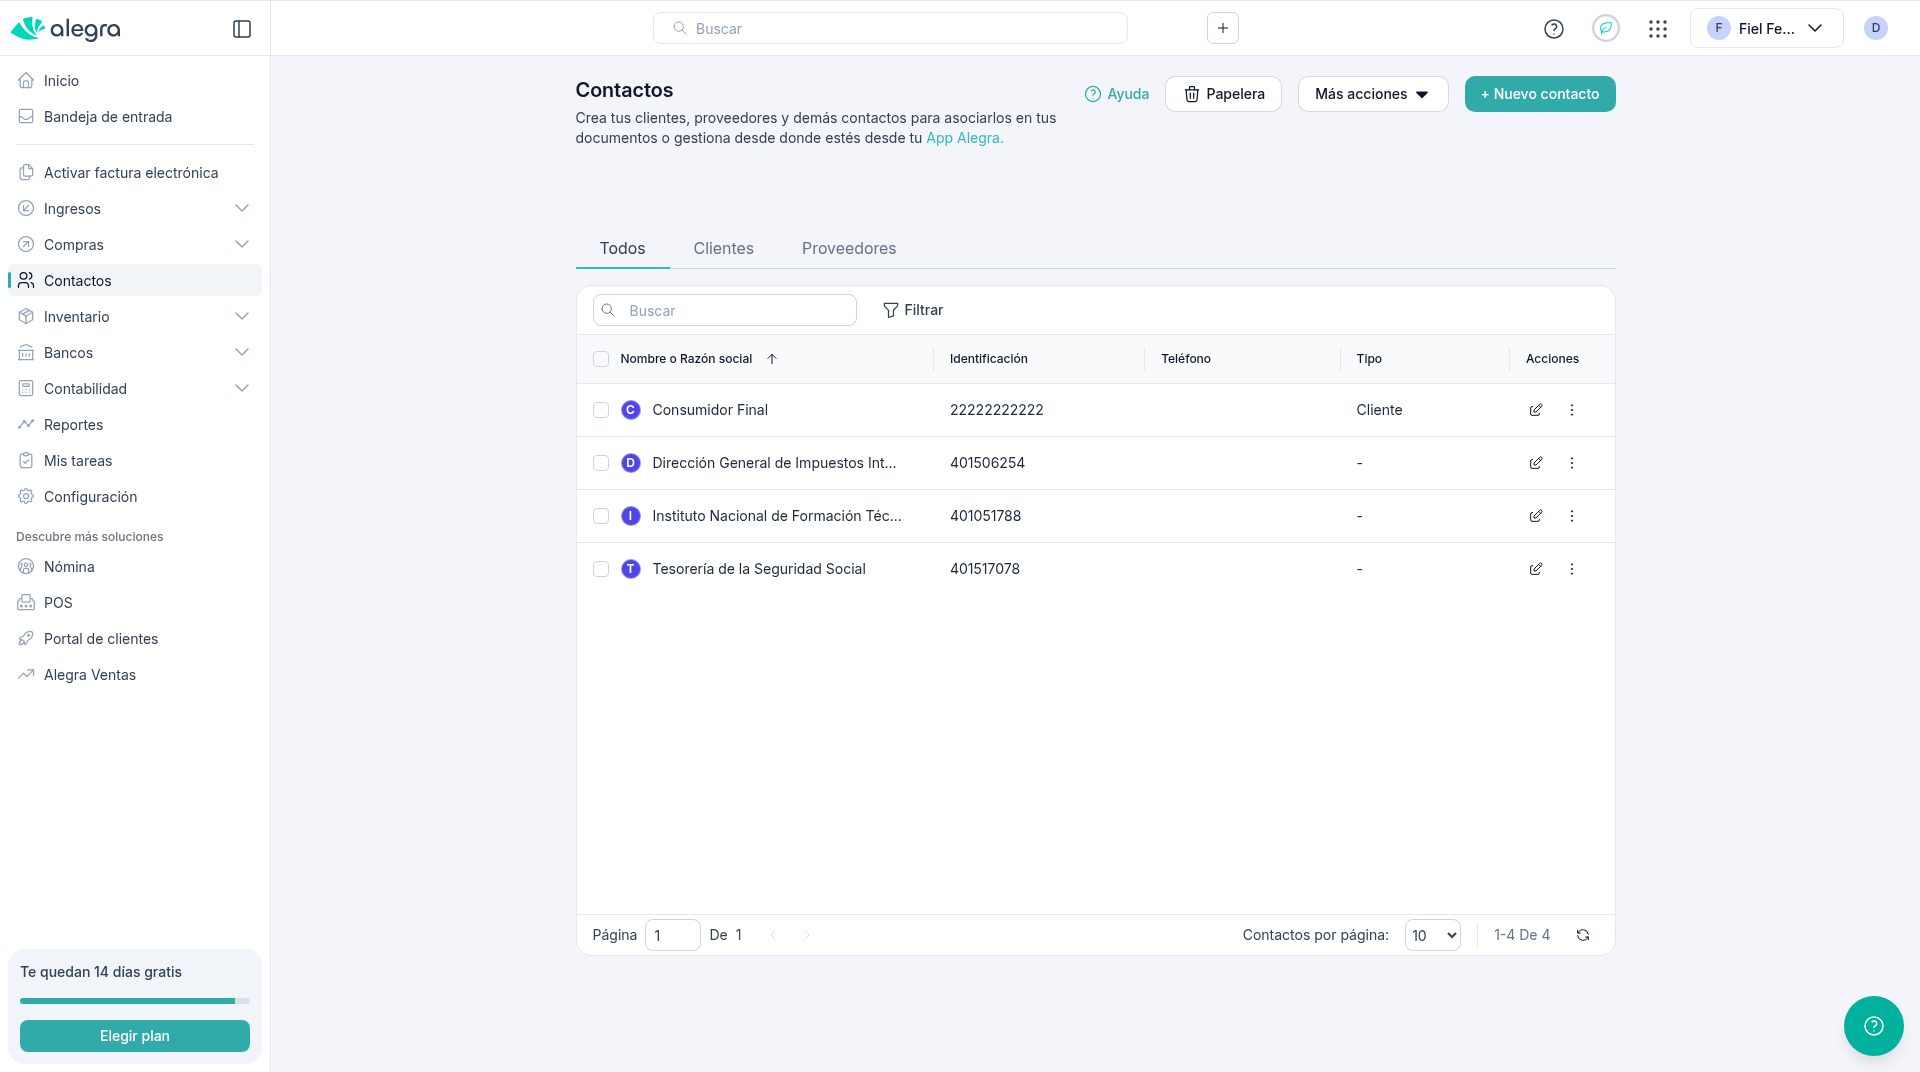 alegra
Buscar
Fiel Fe...
F
D
Inicio
Bandeja de entrada
Activar factura electrónica
Ingresos
Compras
Contactos
Inventario
Bancos
Contabilidad
Reportes
Mis tareas
Configuración
Descubre más soluciones
Nómina
POS
Portal de clientes
Alegra Ventas
Te quedan 14 días gratis
Elegir plan
Contactos
Crea tus clientes, proveedores y demás contactos para asociarlos en tus
documentos o gestiona desde donde estés desde tu App Alegra.
Ayuda
Papelera
Más acciones
+ Nuevo contacto
Todos
Clientes
Proveedores
Buscar
Filtrar
Nombre o Razón social Identificación Teléfono Tipo Acciones
C Consumidor Final 22222222222 Cliente
D Dirección General de Impuestos Int... 401506254 -
I Instituto Nacional de Formación Téc... 401051788 -
T Tesorería de la Seguridad Social 401517078 -
Página 1 De 1
Contactos por página: 10 1-4 De 4